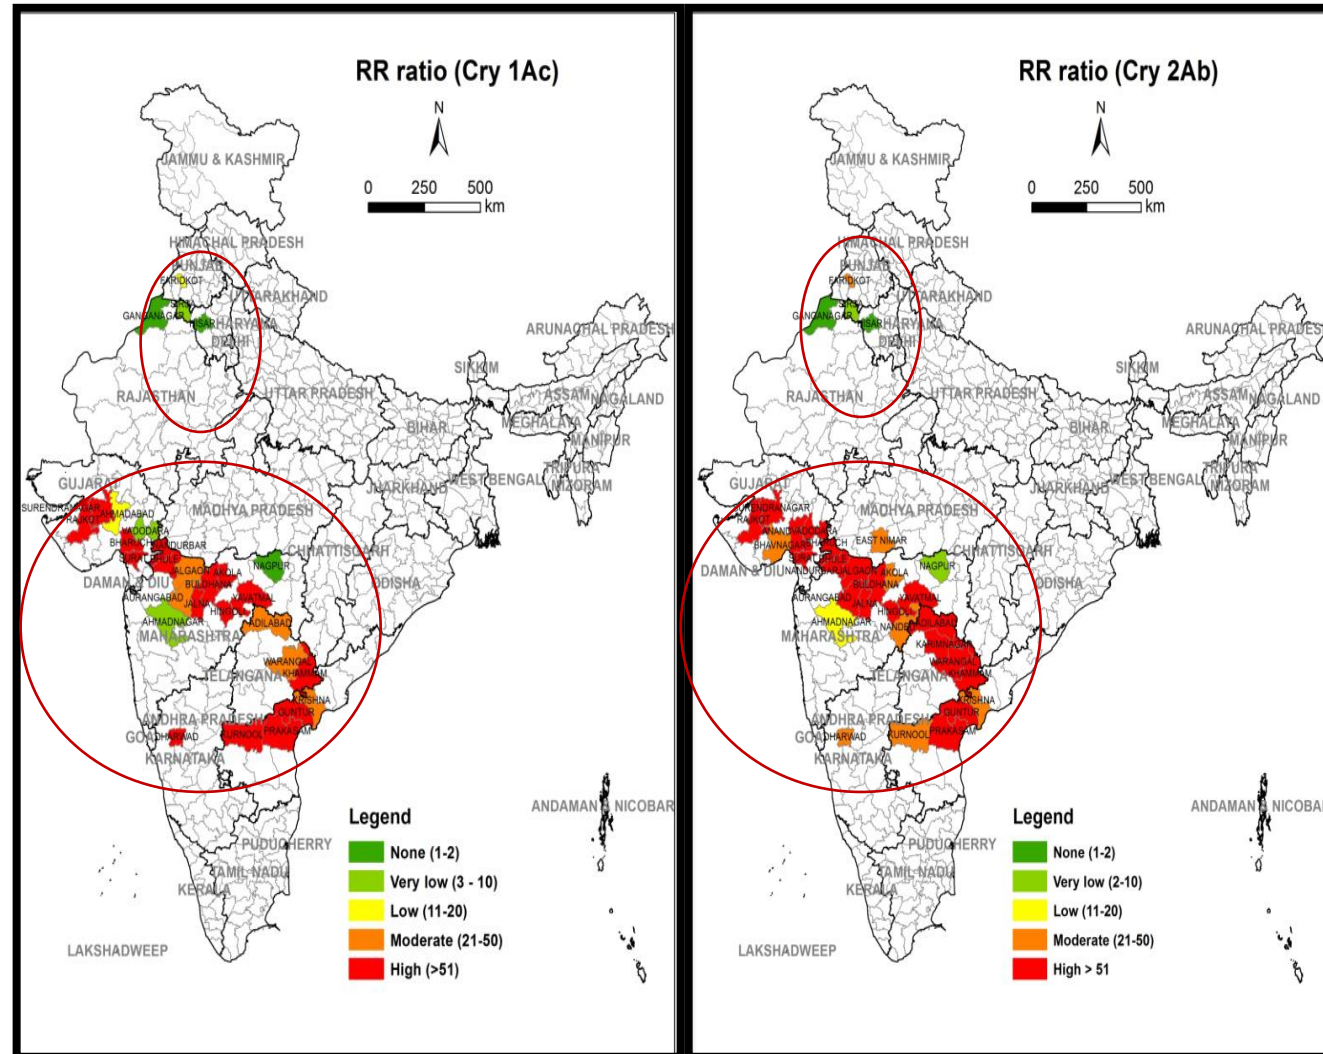 RR ratio (Cry 1Ac)
N
0 250 500
km
JAMMU & KASHMIR
HIMACHAL PRADESH
PUNJAB
FARIDKOT
UTTARAKHAND
GANGANAGAR
HISAR
HARYANA
DELHI
ARUNACHAL PRADESH
SIKKIM
RAJASTHAN
UTTAR PRADESH
ASSAM
NAGALAND
MEGHALAYA
BIHAR
MANIPUR
TRIPURA
MIZORAM
GUJARAT
JHARKHAND
WEST BENGAL
SURENDRANAGAR
RAJKOT
AHMADABAD
MADHYA PRADESH
VADODARA
BHARUCH
NANDURBAR
SURAT
DHULE
CHHATTISGARH
JALGAON
AKOLA
NAGPUR
DAMAN & DIU
BULDHANA
ODISHA
AURANGABAD
JALNA
YAVATMAL
HINGOLI
AHMADNAGAR
ADILABAD
MAHARASHTRA
WARANGAL
TELANGANA
KHAMMAM
KRISHNA
GUNTUR
ANDHRA PRADESH
GOA
DHARWAD
KURNOOL
PRAKASAM
KARNATAKA
ANDAMAN & NICOBAR
Legend
PUDUCHERRY
None (1-2)
TAMIL NADU
Very low (3 - 10)
KERALA
Low (11-20)
Moderate (21-50)
LAKSHADWEEP
High (>51)
RR ratio (Cry 2Ab)
N
0 250 500
km
JAMMU & KASHMIR
HIMACHAL PRADESH
PUNJAB
FARIDKOT
UTTARAKHAND
GANGANAGAR
HISAR
HARYANA
DELHI
ARUNACHAL PRADESH
SIKKIM
RAJASTHAN
UTTAR PRADESH
ASSAM
NAGALAND
MEGHALAYA
BIHAR
MANIPUR
TRIPURA
MIZORAM
GUJARAT
JHARKHAND
WEST BENGAL
SURENDRANAGAR
RAJKOT
MADHYA PRADESH
ANAND
VADODARA
BHAVNAGAR
BHARUCH
EAST NIMAR
SURAT
DHULE
CHHATTISGARH
DAMAN & DIU
NANDURBAR
JALGAON
AKOLA
NAGPUR
BULDHANA
ODISHA
AURANGABAD
JALNA
YAVATMAL
HINGOLI
AHMADNAGAR
NANDED
ADILABAD
MAHARASHTRA
KARIMNAGAR
WARANGAL
TELANGANA
KHAMMAM
KRISHNA
GUNTUR
ANDHRA PRADESH
GOA
DHARWAD
KURNOOL
PRAKASAM
KARNATAKA
ANDAMAN & NICOBAR
Legend
PUDUCHERRY
None (1-2)
TAMIL NADU
Very low (2-10)
KERALA
Low (11-20)
Moderate (21-50)
LAKSHADWEEP
High > 51